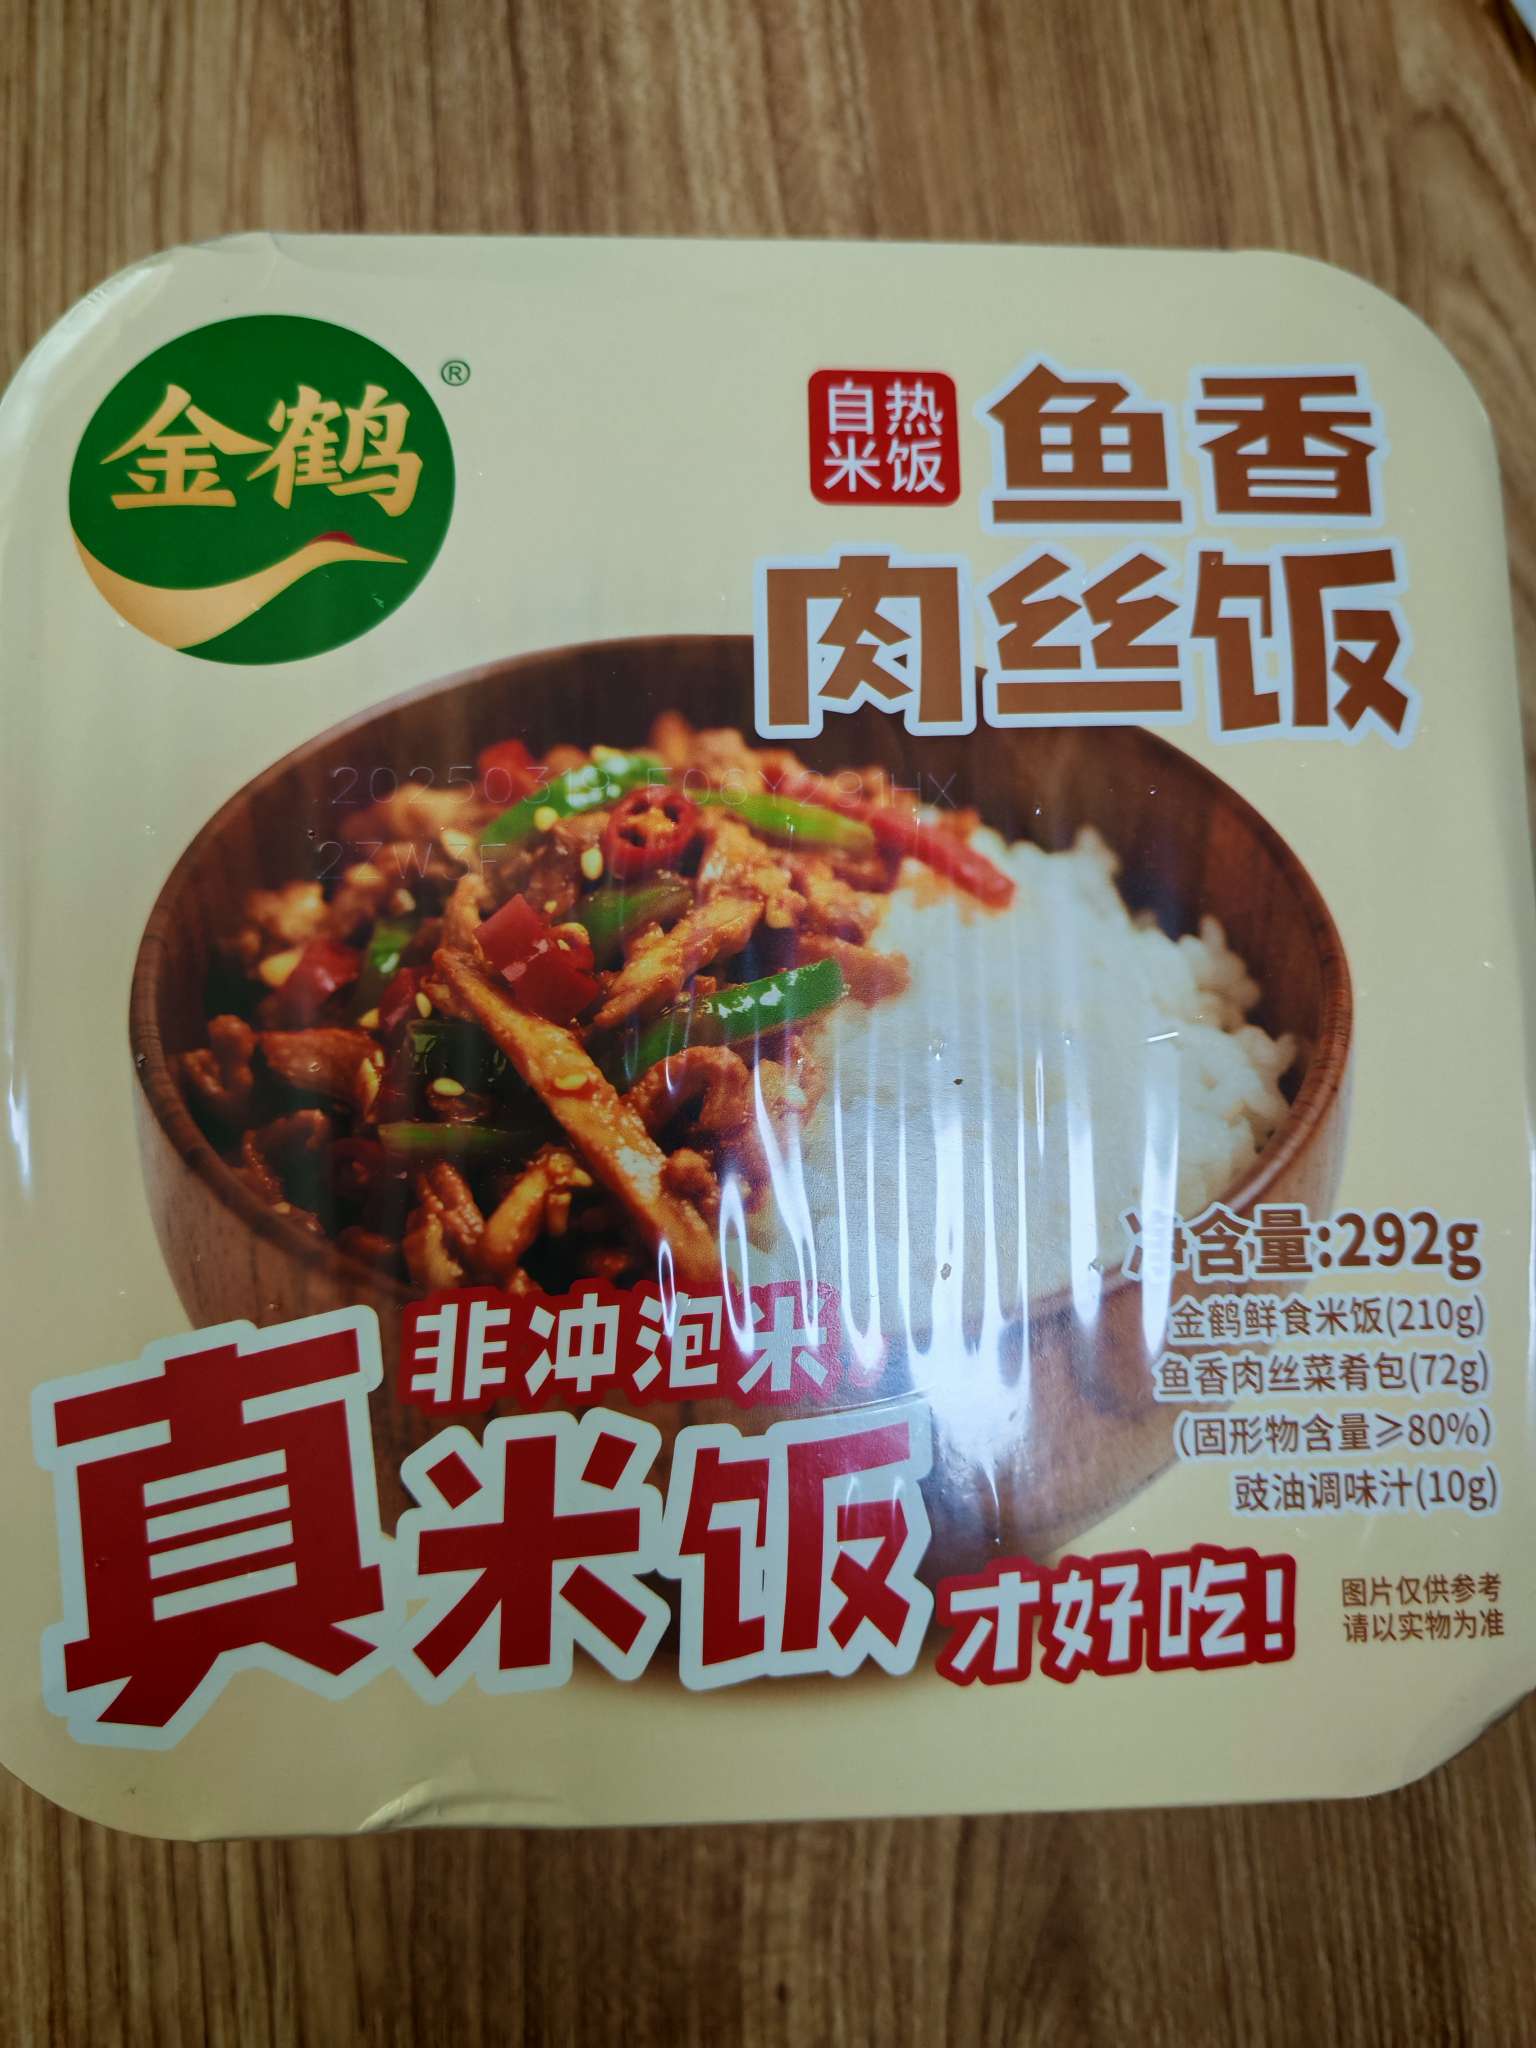 金鹤
®
自热
米饭
鱼香
肉丝饭
20250319 F06Y291HX
2ZW3F
净含量:292g
金鹤鲜食米饭(210g)
鱼香肉丝菜肴包(72g)
(固形物含量≥80%)
豉油调味汁(10g)
非冲泡米
真米饭
才好吃!
图片仅供参考
请以实物为准